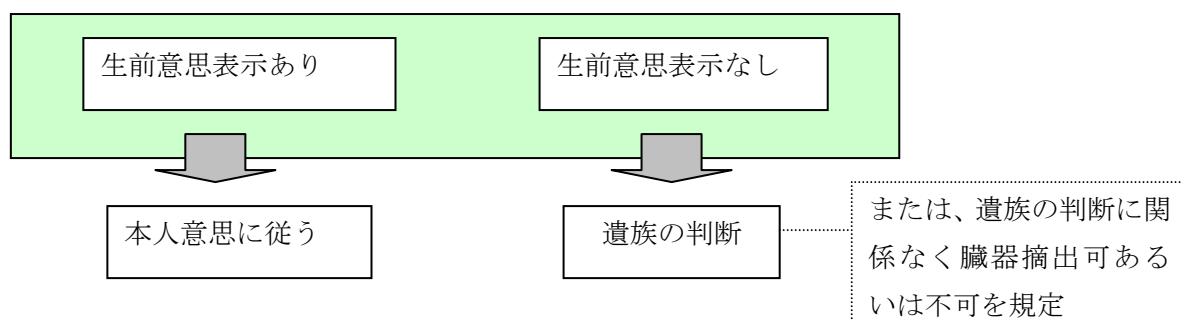 生前意思表示あり
生前意思表示なし
本人意思に従う
遺族の判断
または、遺族の判断に関
係なく臓器摘出可ある
いは不可を規定